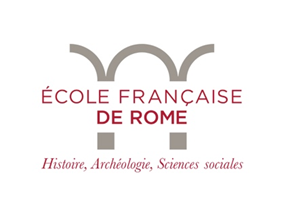 ÉCOLE FRANÇAISE
DE ROME
Histoire, Archéologie, Sciences sociales